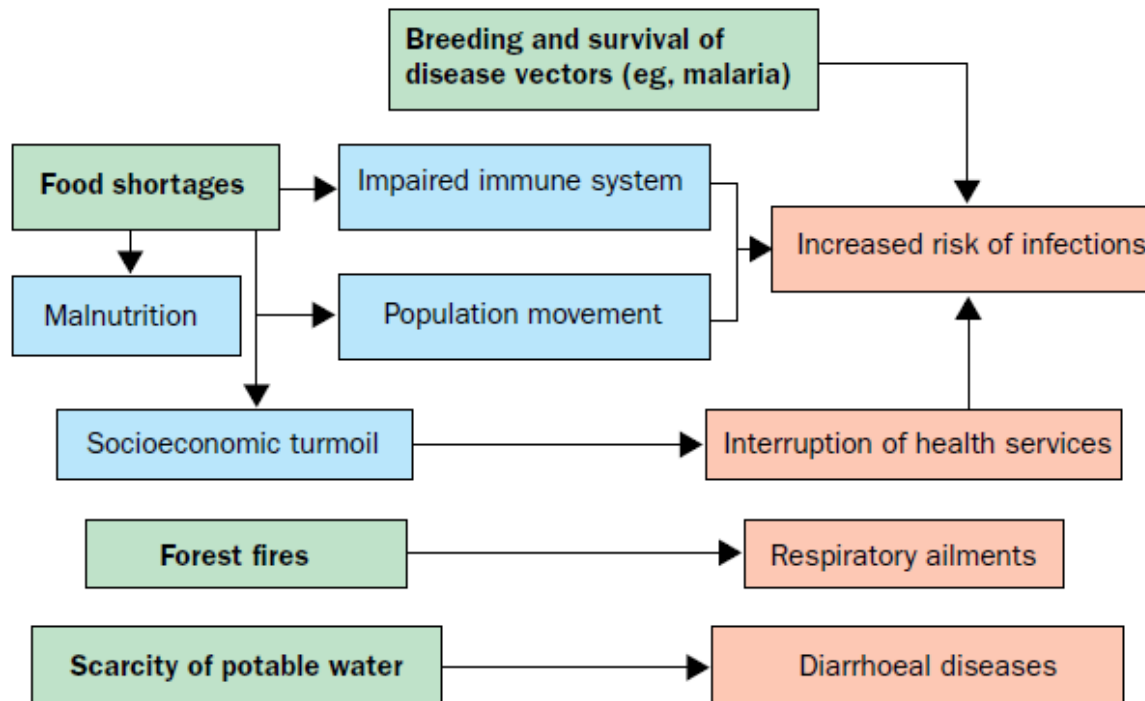 Breeding and survival of
disease vectors (eg, malaria)
Food shortages
Impaired immune system
Increased risk of infections
Malnutrition
Population movement
Socioeconomic turmoil
Interruption of health services
Forest fires
Respiratory ailments
Scarcity of potable water
Diarrhoeal diseases